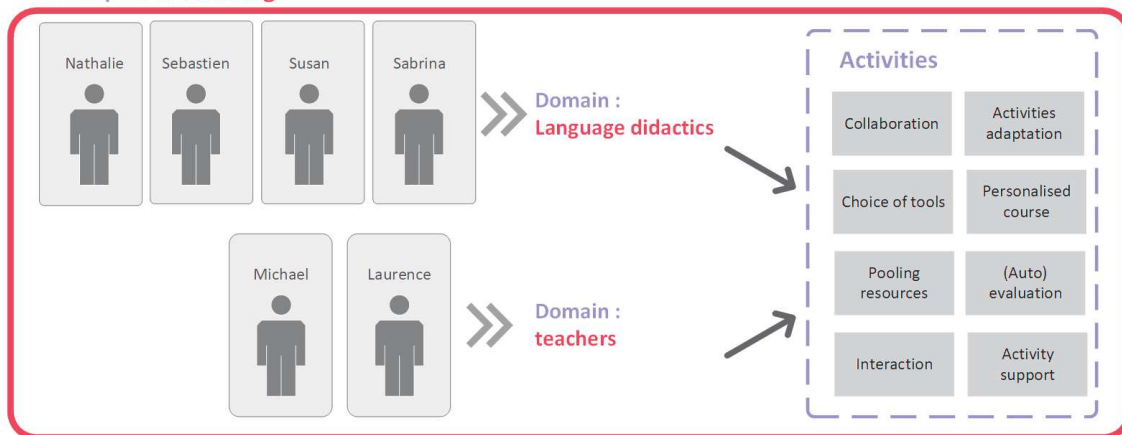 Nathalie
Sebastien
Susan
Sabrina
Domain :
Language didactics
Michael
Laurence
Domain :
teachers
Activities
Collaboration
Activities
adaptation
Choice of tools
Personalised
course
Pooling
resources
(Auto)
evaluation
Interaction
Activity
support